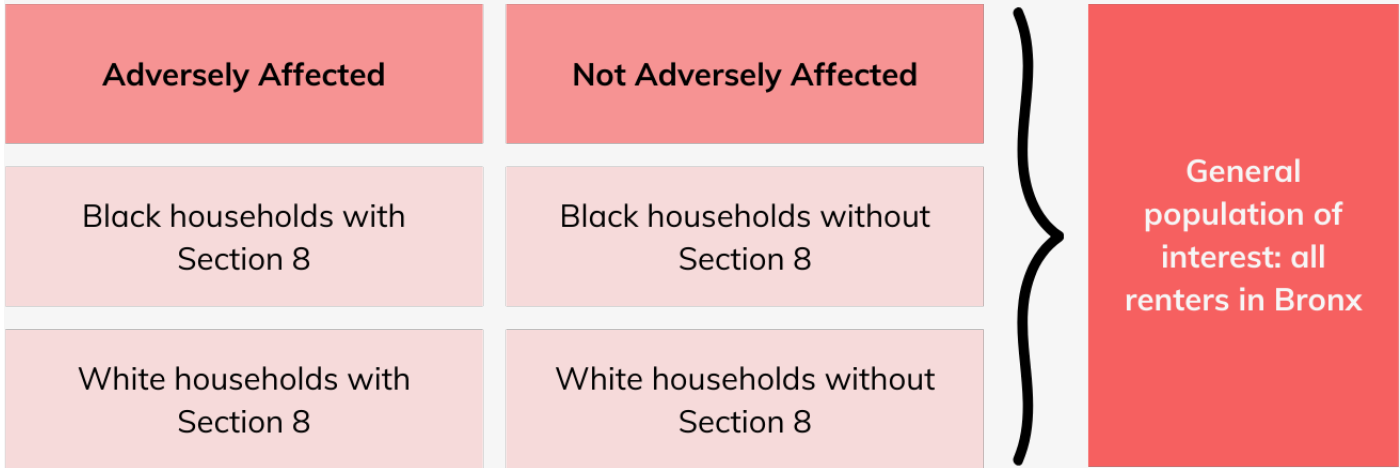 Adversely Affected
Not Adversely Affected
Black households with
Section 8
Black households without
Section 8
White households with
Section 8
White households without
Section 8
General
population of
interest: all
renters in Bronx